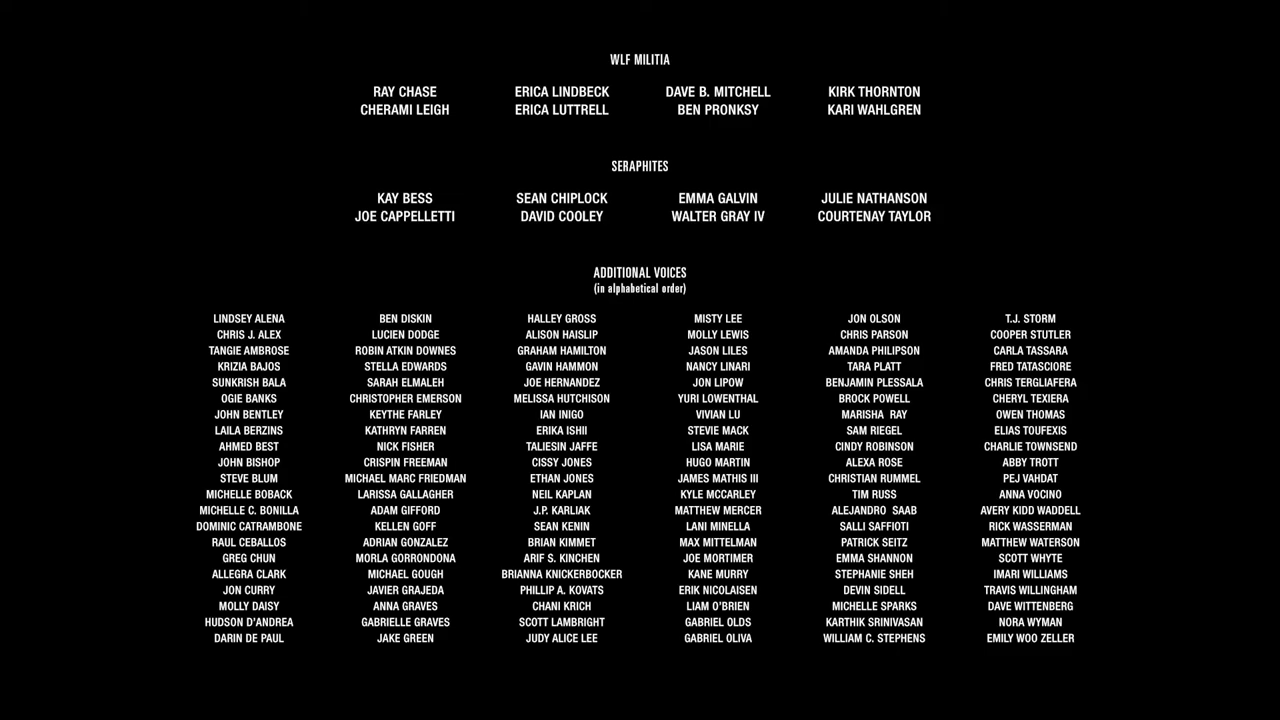 WLF MILITIA
RAY CHASE ERICA LINDBECK DAVE B. MITCHELL KIRK THORNTON
CHERAMI LEIGH ERICA LUTTRELL BEN PRONKSY KARI WAHLGREN
SERAPHITES
KAY BESS SEAN CHIPLOCK EMMA GALVIN JULIE NATHANSON
JOE CAPPELLETTI DAVID COOLEY WALTER GRAY IV COURTENAY TAYLOR
ADDITIONAL VOICES
(in alphabetical order)
LINDSEY ALENA BEN DISKIN HALLEY GROSS MISTY LEE JON OLSON T.J. STORM
CHRIS J. ALEX LUCIEN DODGE ALISON HAISLIP MOLLY LEWIS CHRIS PARSON COOPER STUTLER
TANGIE AMBROSE ROBIN ATKIN DOWNES GRAHAM HAMILTON JASON LILES AMANDA PHILIPSON CARLA TASSARA
KRIZIA BAJOS STELLA EDWARDS GAVIN HAMMON NANCY LINARI TARA PLATT FRED TATASCIORE
SUNKRISH BALA SARAH ELMALEH JOE HERNANDEZ JON LIPOW BENJAMIN PLESSALA CHRIS TERGLIAFERA
OGIE BANKS CHRISTOPHER EMERSON MELISSA HUTCHISON YURI LOWENTHAL BROCK POWELL CHERYL TEXIERA
JOHN BENTLEY KEYTHE FARLEY IAN INIGO VIVIAN LU MARISHA RAY OWEN THOMAS
LAILA BERZINS KATHRYN FARREN ERIKA ISHII STEVIE MACK SAM RIEGEL ELIAS TOUFEXIS
AHMED BEST NICK FISHER TALIESIN JAFFE LISA MARIE CINDY ROBINSON CHARLIE TOWNSEND
JOHN BISHOP CRISPIN FREEMAN CISSY JONES HUGO MARTIN ALEXA ROSE ABBY TROTT
STEVE BLUM MICHAEL MARC FRIEDMAN ETHAN JONES JAMES MATHIS III CHRISTIAN RUMMEL PEJ VAHDAT
MICHELLE BOBACK LARISSA GALLAGHER NEIL KAPLAN KYLE MCCARLEY TIM RUSS ANNA VOCINO
MICHELLE C. BONILLA ADAM GIFFORD J.P. KARLIAK MATTHEW MERCER ALEJANDRO SAAB AVERY KIDD WADDELL
DOMINIC CATRAMBONE KELLEN GOFF SEAN KENIN LANI MINELLA SALLI SAFFIOTI RICK WASSERMAN
RAUL CEBALLOS ADRIAN GONZALEZ BRIAN KIMMET MAX MITTELMAN PATRICK SEITZ MATTHEW WATERSON
GREG CHUN MORLA GORRONDONA ARIF S. KINCHEN JOE MORTIMER EMMA SHANNON SCOTT WHYTE
ALLEGRA CLARK MICHAEL GOUGH BRIANNA KNICKERBOCKER KANE MURRY STEPHANIE SHEH IMARI WILLIAMS
JON CURRY JAVIER GRAJEDA PHILLIP A. KOVATS ERIK NICOLAISEN DEVIN SIDELL TRAVIS WILLINGHAM
MOLLY DAISY ANNA GRAVES CHANI KRICH LIAM O'BRIEN MICHELLE SPARKS DAVE WITTENBERG
HUDSON D'ANDREA GABRIELLE GRAVES SCOTT LAMBRIGHT GABRIEL OLDS KARTHIK SRINIVASAN NORA WYMAN
DARIN DE PAUL JAKE GREEN JUDY ALICE LEE GABRIEL OLIVA WILLIAM C. STEPHENS EMILY WOO ZELLER